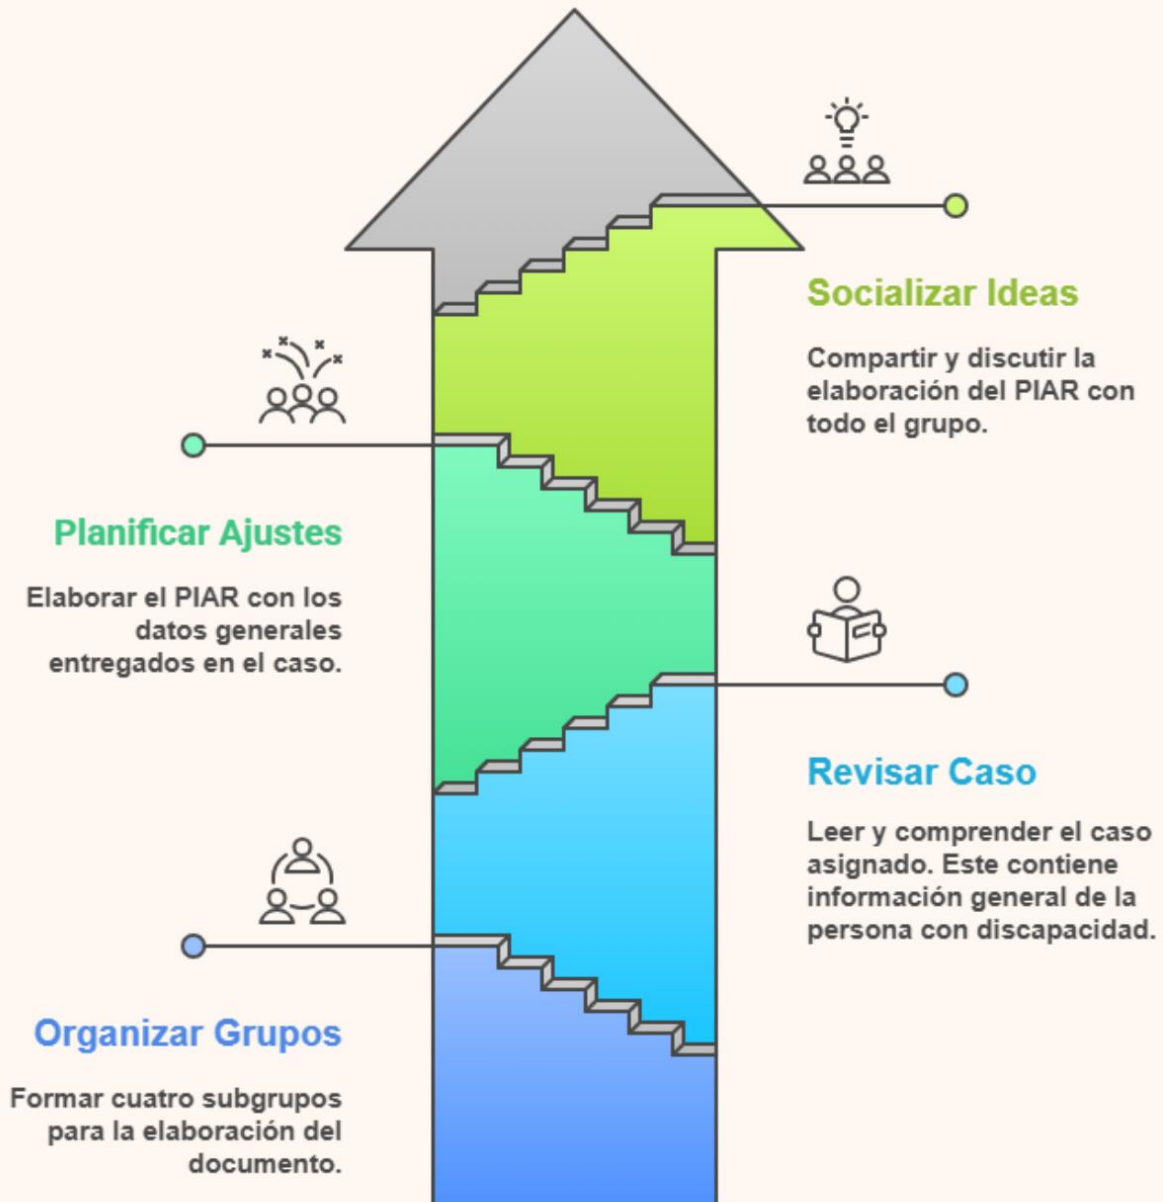 Socializar Ideas
Compartir y discutir la
elaboración del PIAR con
todo el grupo.
Planificar Ajustes
Elaborar el PIAR con los
datos generales
entregados en el caso.
Revisar Caso
Leer y comprender el caso
asignado. Este contiene
información general de la
persona con discapacidad.
Organizar Grupos
Formar cuatro subgrupos
para la elaboración del
documento.